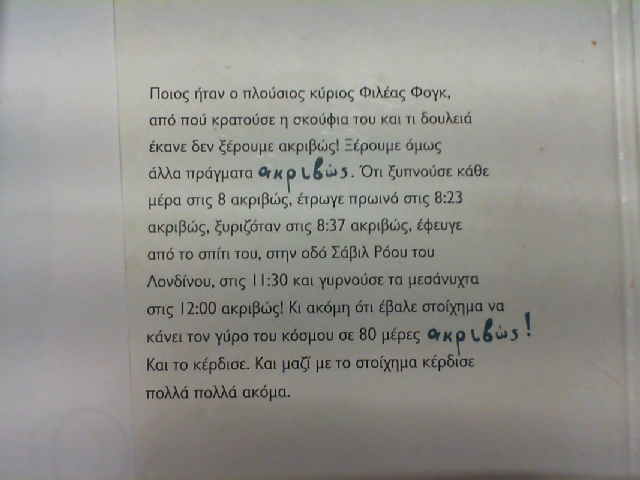 Ποιος ήταν ο πλούσιος κύριος Φιλέας Φογκ,
από πού κρατούσε η σκούφια του και τι δουλειά
έκανε δεν ξέρουμε ακριβώς! Ξέρουμε όμως
άλλα πράγματα ακριβώς. Ότι ξυπνούσε κάθε
μέρα στις 8 ακριβώς, έτρωγε πρωινό στις 8:23
ακριβώς, ξυριζόταν στις 8:37 ακριβώς, έφευγε
από το σπίτι του, στην οδό Σάβιλ Ρόου του
Λονδίνου, στις 11:30 και γυρνούσε τα μεσάνυχτα
στις 12:00 ακριβώς! Κι ακόμη ότι έβαλε στοίχημα να
κάνει τον γύρο του κόσμου σε 80 μέρες ακριβώς!
Και το κέρδισε. Και μαζί με το στοίχημα κέρδισε
πολλά πολλά ακόμα.